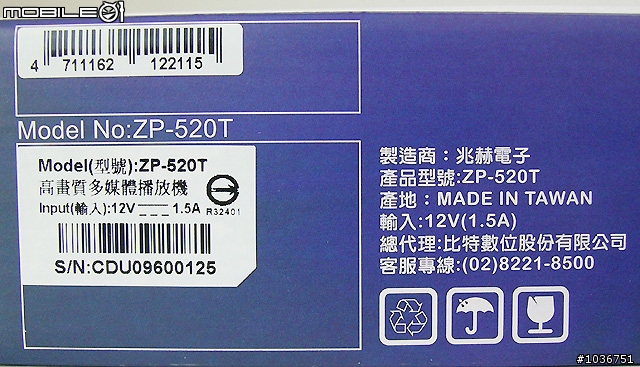 MOBILE01
4 711162 122115
Model No:ZP-520T
Model(型號):ZP-520T
高畫質多媒體播放機
Input(輸入):12V 1.5A
R32401
S/N:CDU09600125
製造商：兆赫電子
產品型號:ZP-520T
產地：MADE IN TAWAN
輸入:12V(1.5A)
總代理:比特數位股份有限公司
客服專線:(02)8221-8500
#1036751